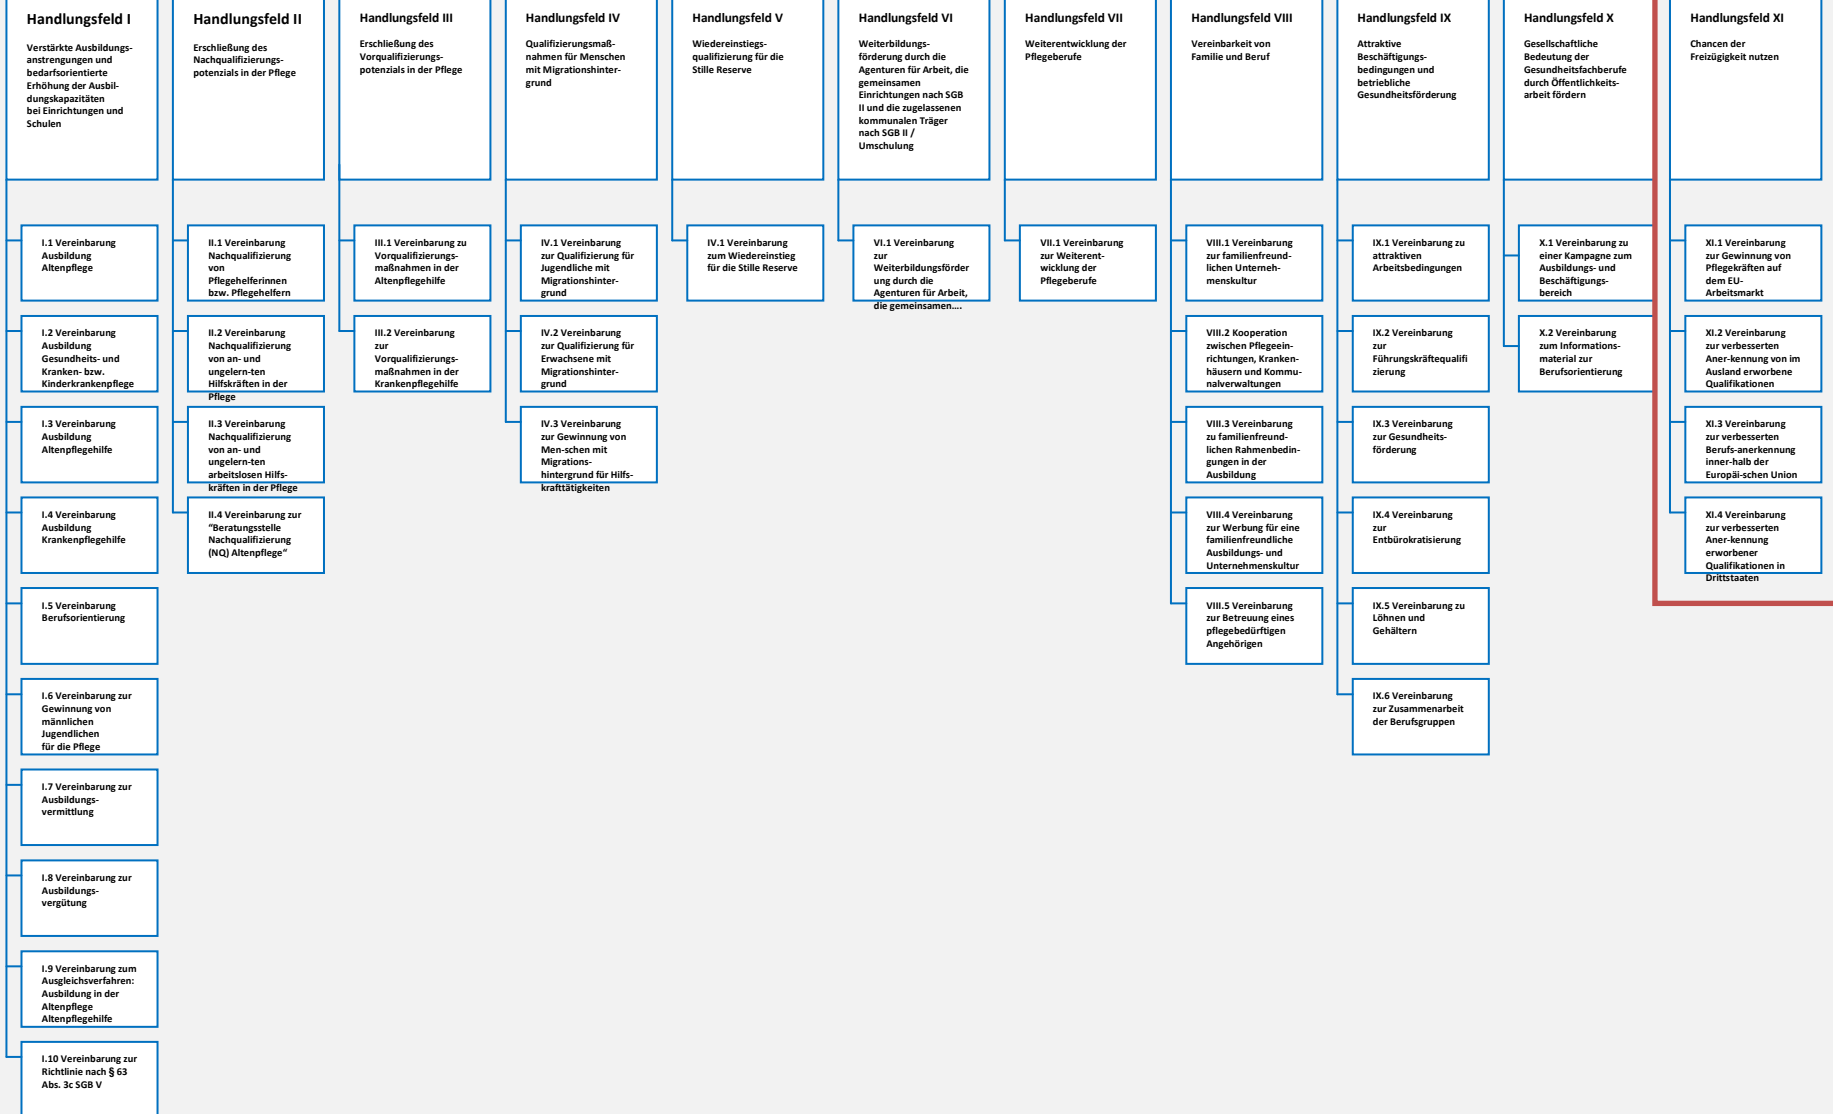 Handlungsfeld I
Verstärkte Ausbildungs-
anstrengungen und
bedarfsorientierte
Erhöhung der Ausbil-
dungskapazitäten
bei Einrichtungen und
Schulen
I.1 Vereinbarung
Ausbildung
Altenpflege
I.2 Vereinbarung
Ausbildung
Gesundheits- und
Kranken- bzw.
Kinderkrankenpflege
I.3 Vereinbarung
Ausbildung
Altenpflegehilfe
I.4 Vereinbarung
Ausbildung
Krankenpflegehilfe
I.5 Vereinbarung
Berufsorientierung
I.6 Vereinbarung zur
Gewinnung von
männlichen
Jugendlichen
für die Pflege
I.7 Vereinbarung zur
Ausbildungs-
vermittlung
I.8 Vereinbarung zur
Ausbildungs-
vergütung
I.9 Vereinbarung zum
Ausgleichsverfahren:
Ausbildung in der
Altenpflege
Altenpflegehilfe
I.10 Vereinbarung zur
Richtlinie nach § 63
Abs. 3c SGB V
Handlungsfeld II
Erschließung des
Nachqualifizierungs-
potenzials in der Pflege
II.1 Vereinbarung
Nachqualifizierung
von
Pflegehelferinnen
bzw. Pflegehelfern
II.2 Vereinbarung
Nachqualifizierung
von an- und
ungelern-ten
Hilfskräften in der
Pflege
II.3 Vereinbarung
Nachqualifizierung
von an- und
ungelern-ten
arbeitslosen Hilfs-
kräften in der Pflege
II.4 Vereinbarung zur
"Beratungsstelle
Nachqualifizierung
(NQ) Altenpflege"
Handlungsfeld III
Erschließung des
Vorqualifizierungs-
potenzials in der Pflege
III.1 Vereinbarung zu
Vorqualifizierungs-
maßnahmen in der
Altenpflegehilfe
III.2 Vereinbarung
zur
Vorqualifizierungs-
maßnahmen in der
Krankenpflegehilfe
Handlungsfeld IV
Qualifizierungsmaß-
nahmen für Menschen
mit Migrationshinter-
grund
IV.1 Vereinbarung
zur Qualifizierung für
Jugendliche mit
Migrationshinter-
grund
IV.2 Vereinbarung
zur Qualifizierung für
Erwachsene mit
Migrationshinter-
grund
IV.3 Vereinbarung
zur Gewinnung von
Men-schen mit
Migrations-
hintergrund für Hilfs-
krafttätigkeiten
Handlungsfeld V
Wiedereinstiegs-
qualifizierung für die
Stille Reserve
IV.1 Vereinbarung
zum Wiedereinstieg
für die Stille Reserve
Handlungsfeld VI
Weiterbildungs-
förderung durch die
Agenturen für Arbeit, die
gemeinsamen
Einrichtungen nach SGB
II und die zugelassenen
kommunalen Träger
nach SGB II /
Umschulung
VI.1 Vereinbarung
zur
Weiterbildungsförder
ung durch die
Agenturen für Arbeit,
die gemeinsamen....
Handlungsfeld VII
Weiterentwicklung der
Pflegeberufe
VII.1 Vereinbarung
zur Weiterent-
wicklung der
Pflegeberufe
Handlungsfeld VIII
Vereinbarkeit von
Familie und Beruf
VIII.1 Vereinbarung
zur familienfreund-
lichen Unterneh-
menskultur
VIII.2 Kooperation
zwischen Pflegeein-
richtungen, Kranken-
häusern und Kommu-
nalverwaltungen
VIII.3 Vereinbarung
zu familienfreund-
lichen Rahmenbedin-
gungen in der
Ausbildung
VIII.4 Vereinbarung
zur Werbung für eine
familienfreundliche
Ausbildungs- und
Unternehmenskultur
VIII.5 Vereinbarung
zur Betreuung eines
pflegebedürftigen
Angehörigen
Handlungsfeld IX
Attraktive
Beschäftigungs-
bedingungen und
betriebliche
Gesundheitsförderung
IX.1 Vereinbarung zu
attraktiven
Arbeitsbedingungen
IX.2 Vereinbarung
zur
Führungskräftequalifi
zierung
IX.3 Vereinbarung
zur Gesundheits-
förderung
IX.4 Vereinbarung
zur
Entbürokratisierung
IX.5 Vereinbarung zu
Löhnen und
Gehältern
IX.6 Vereinbarung
zur Zusammenarbeit
der Berufsgruppen
Handlungsfeld X
Gesellschaftliche
Bedeutung der
Gesundheitsfachberufe
durch Öffentlichkeits-
arbeit fördern
X.1 Vereinbarung zu
einer Kampagne zum
Ausbildungs- und
Beschäftigungs-
bereich
X.2 Vereinbarung
zum Informations-
material zur
Berufsorientierung
Handlungsfeld XI
Chancen der
Freizügigkeit nutzen
XI.1 Vereinbarung
zur Gewinnung von
Pflegekräften auf
dem EU-
Arbeitsmarkt
XI.2 Vereinbarung
zur verbesserten
Aner-kennung von im
Ausland erworbene
Qualifikationen
XI.3 Vereinbarung
zur verbesserten
Berufs-anerkennung
inner-halb der
Europäi-schen Union
XI.4 Vereinbarung
zur verbesserten
Aner-kennung
erworbener
Qualifikationen in
Drittstaaten